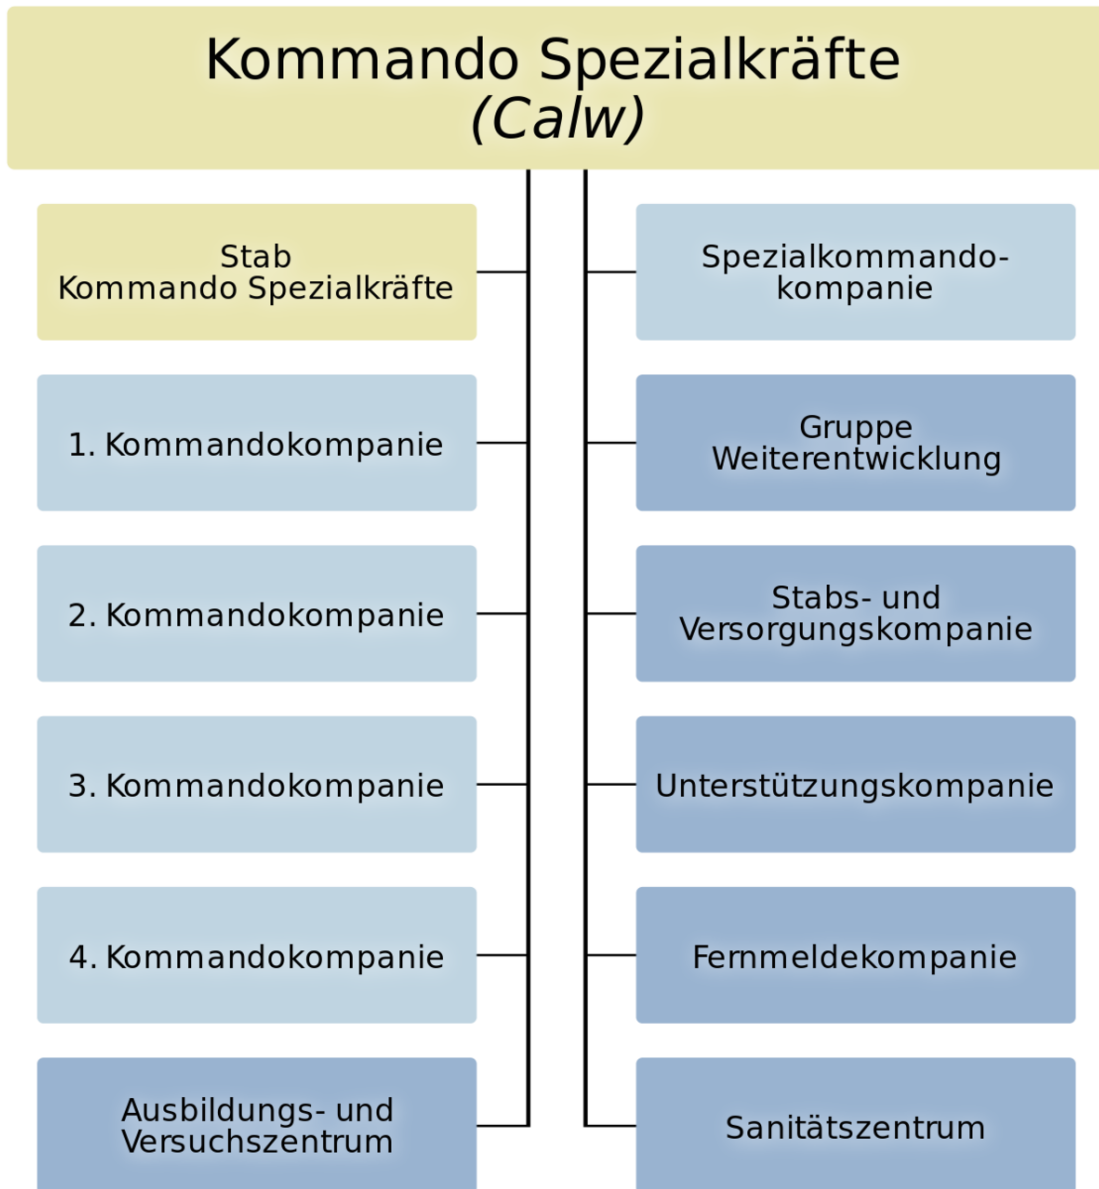 Kommando Spezialkräfte
(Calw)
Stab
Kommando Spezialkräfte
1. Kommandokompanie
2. Kommandokompanie
3. Kommandokompanie
4. Kommandokompanie
Ausbildungs- und
Versuchszentrum
Spezialkommando-
kompanie
Gruppe
Weiterentwicklung
Stabs- und
Versorgungskompanie
Unterstützungskompanie
Fernmeldekompanie
Sanitätszentrum